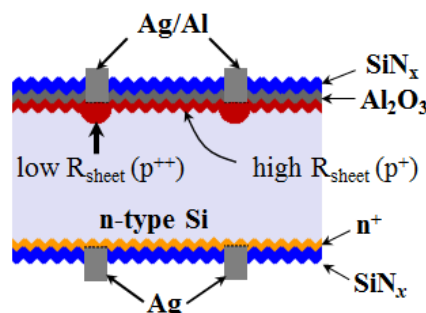 Ag/Al
SiNₓ
Al₂O₃
low Rsheet (p⁺⁺)
high Rsheet (p⁺)
n-type Si
n⁺
Ag
SiNₓ